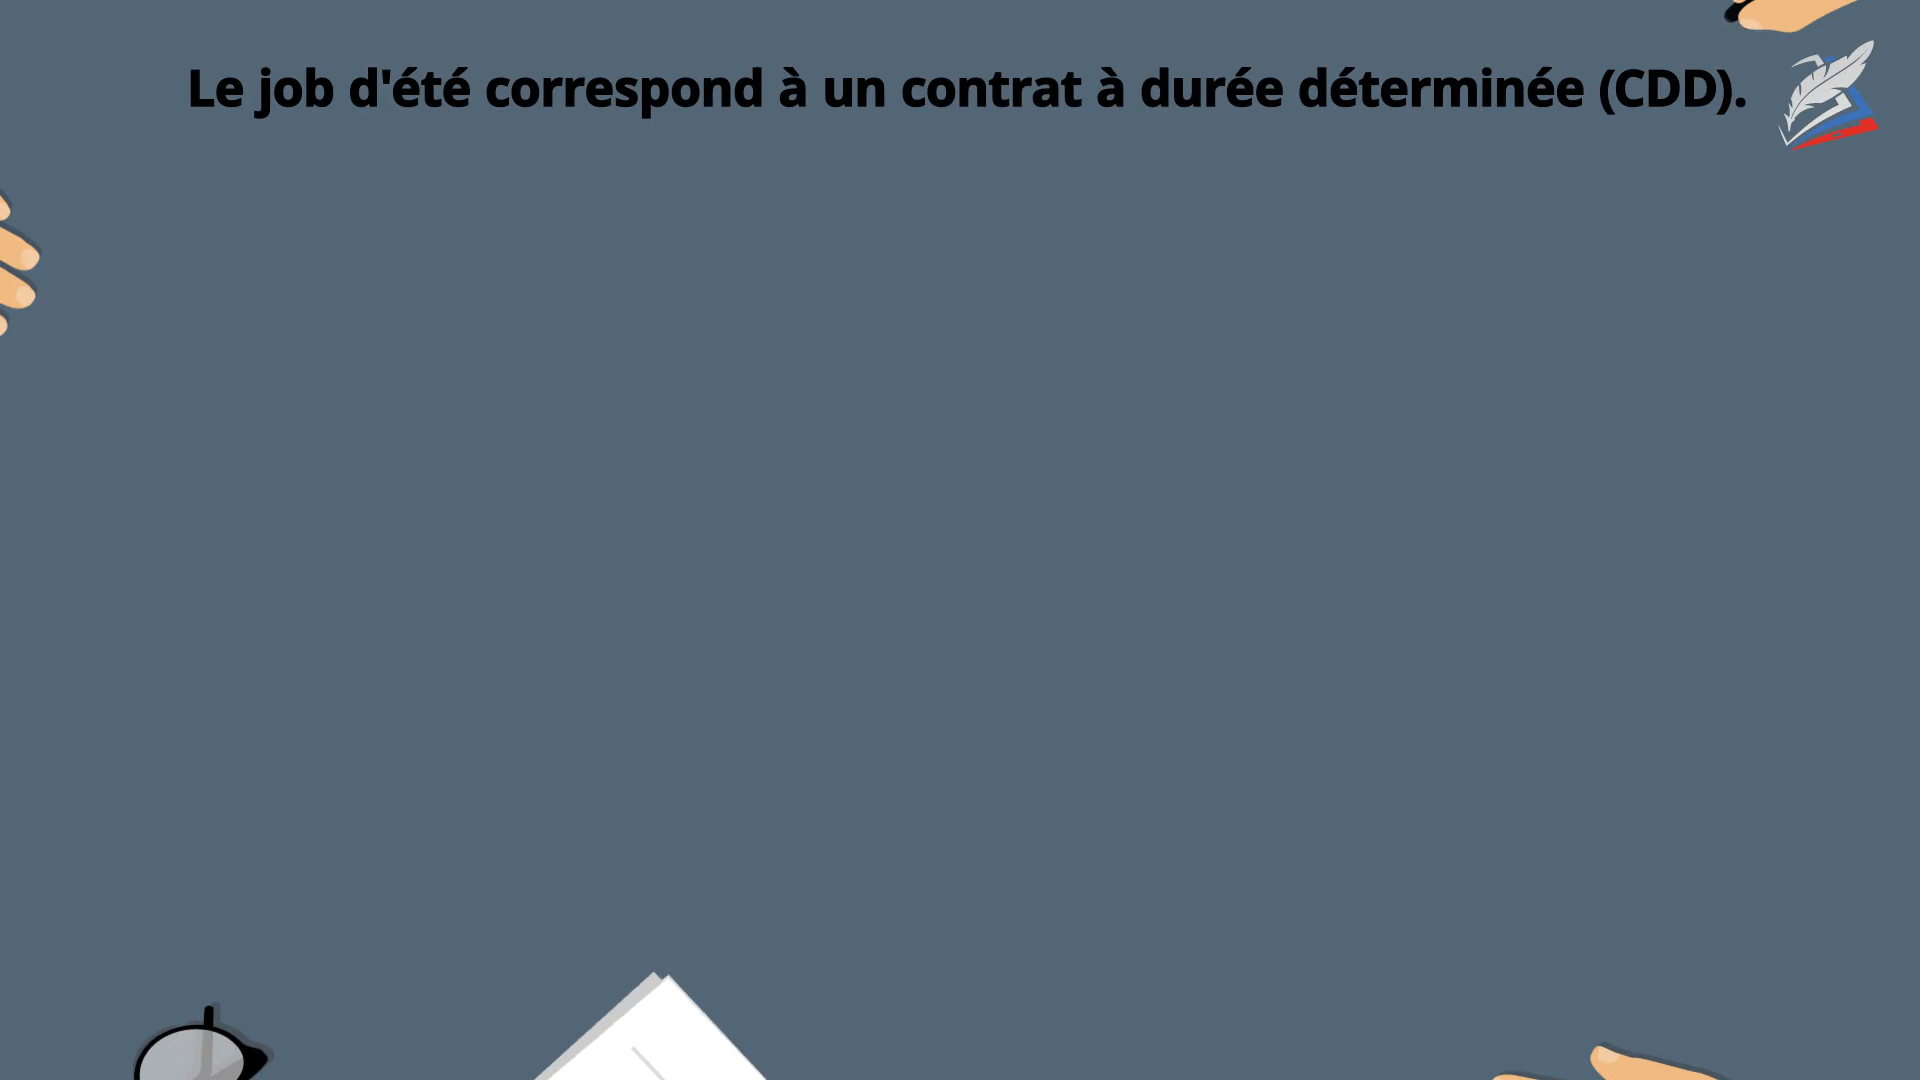 Le job d'été correspond à un contrat à durée déterminée (CDD).